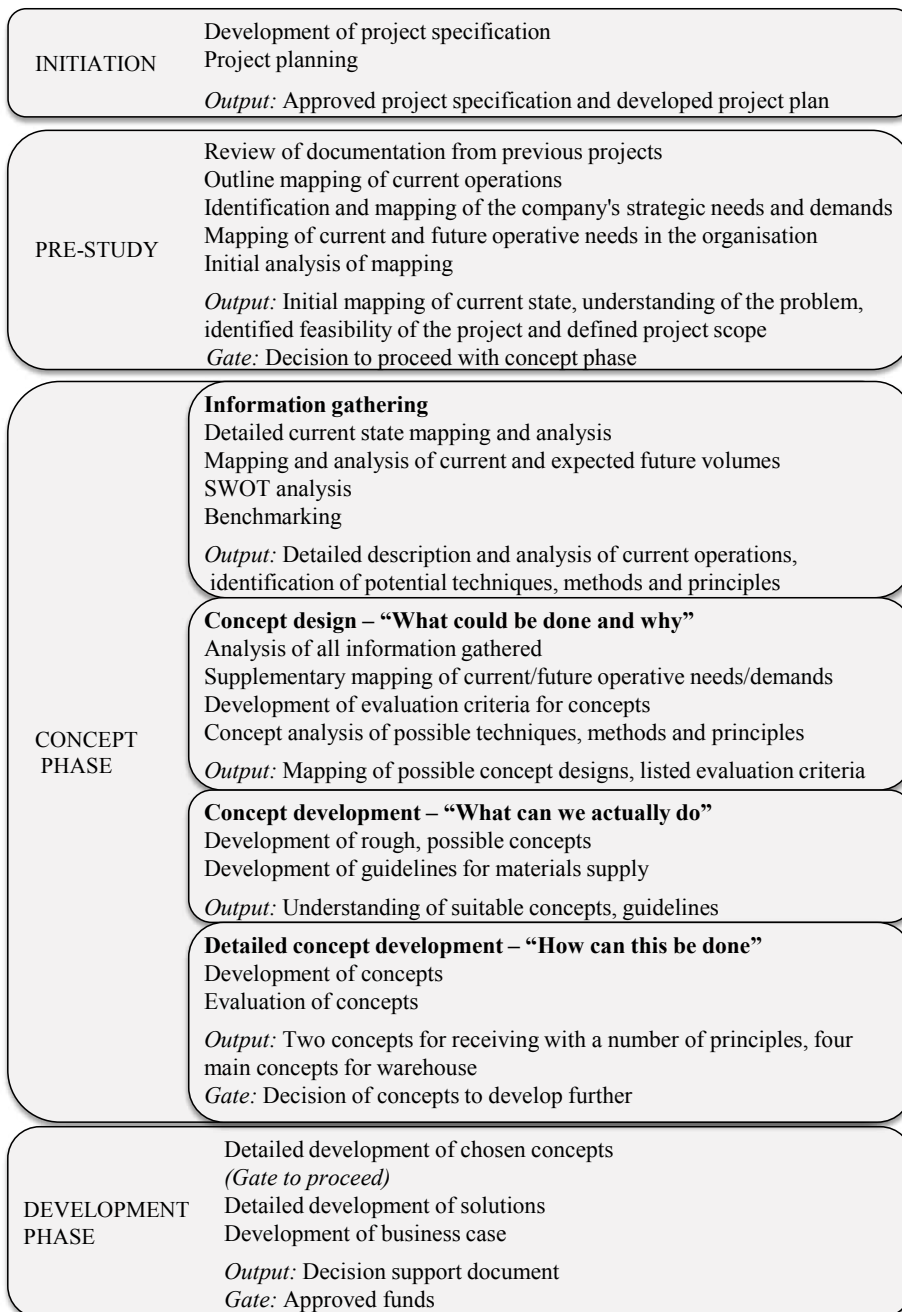 INITIATION
Development of project specification
Project planning
Output: Approved project specification and developed project plan
PRE-STUDY
Review of documentation from previous projects
Outline mapping of current operations
Identification and mapping of the company's strategic needs and demands
Mapping of current and future operative needs in the organisation
Initial analysis of mapping
Output: Initial mapping of current state, understanding of the problem,
identified feasibility of the project and defined project scope
Gate: Decision to proceed with concept phase
CONCEPT
PHASE
Information gathering
Detailed current state mapping and analysis
Mapping and analysis of current and expected future volumes
SWOT analysis
Benchmarking
Output: Detailed description and analysis of current operations,
identification of potential techniques, methods and principles
Concept design – “What could be done and why”
Analysis of all information gathered
Supplementary mapping of current/future operative needs/demands
Development of evaluation criteria for concepts
Concept analysis of possible techniques, methods and principles
Output: Mapping of possible concept designs, listed evaluation criteria
Concept development – “What can we actually do”
Development of rough, possible concepts
Development of guidelines for materials supply
Output: Understanding of suitable concepts, guidelines
Detailed concept development – “How can this be done”
Development of concepts
Evaluation of concepts
Output: Two concepts for receiving with a number of principles, four
main concepts for warehouse
Gate: Decision of concepts to develop further
DEVELOPMENT
PHASE
Detailed development of chosen concepts
(Gate to proceed)
Detailed development of solutions
Development of business case
Output: Decision support document
Gate: Approved funds